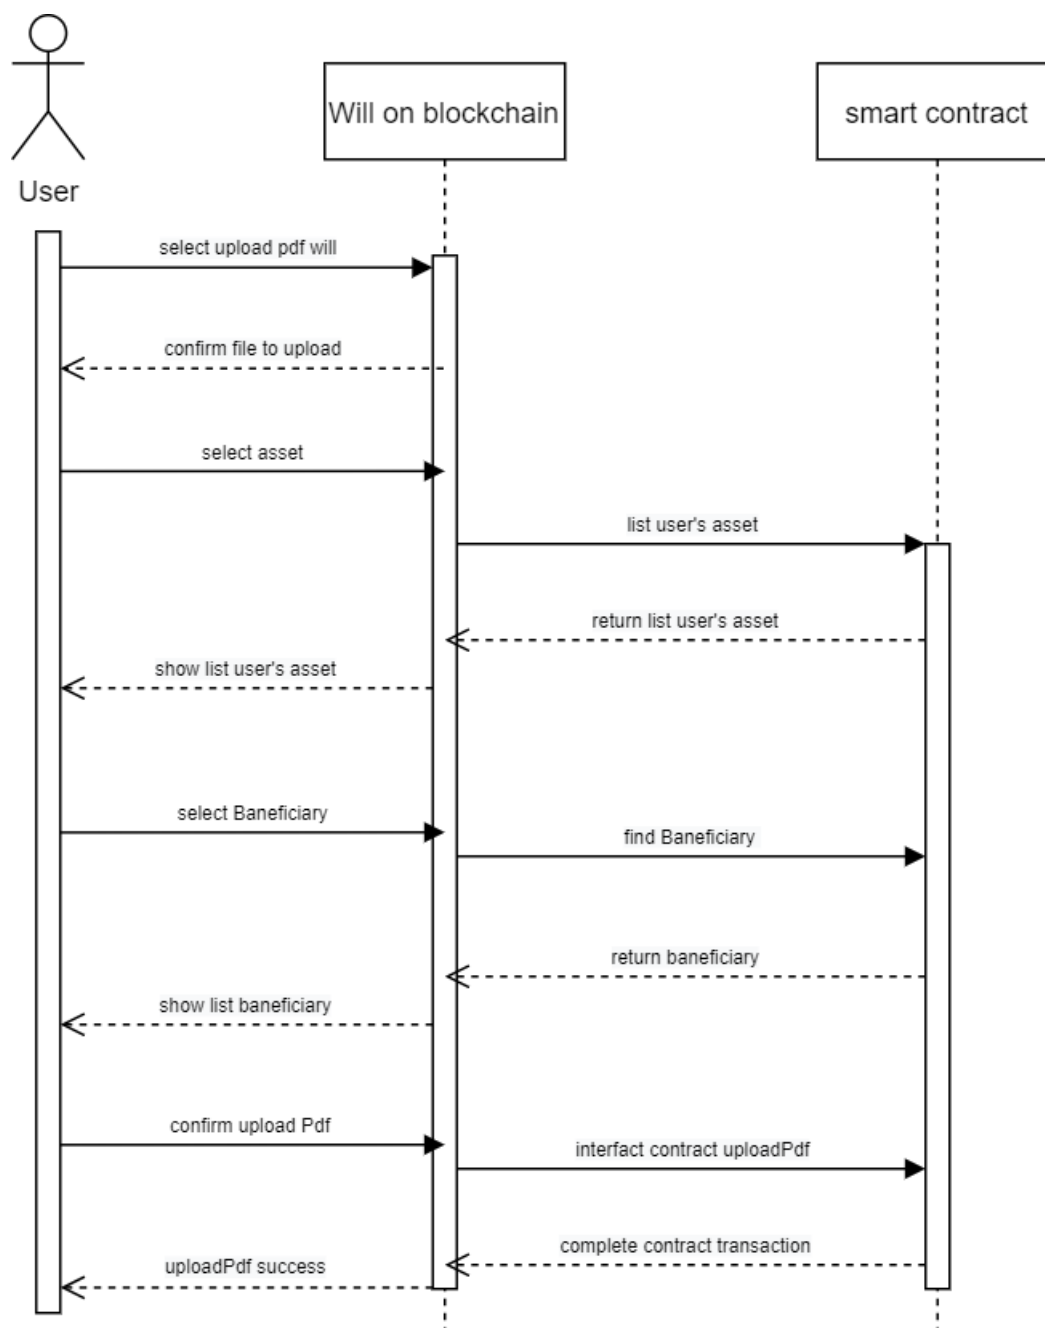 Will on blockchain
smart contract
User
select upload pdf will
confirm file to upload
select asset
list user's asset
return list user's asset
show list user's asset
select Baneficiary
find Baneficiary
return baneficiary
show list baneficiary
confirm upload Pdf
interfact contract uploadPdf
complete contract transaction
uploadPdf success